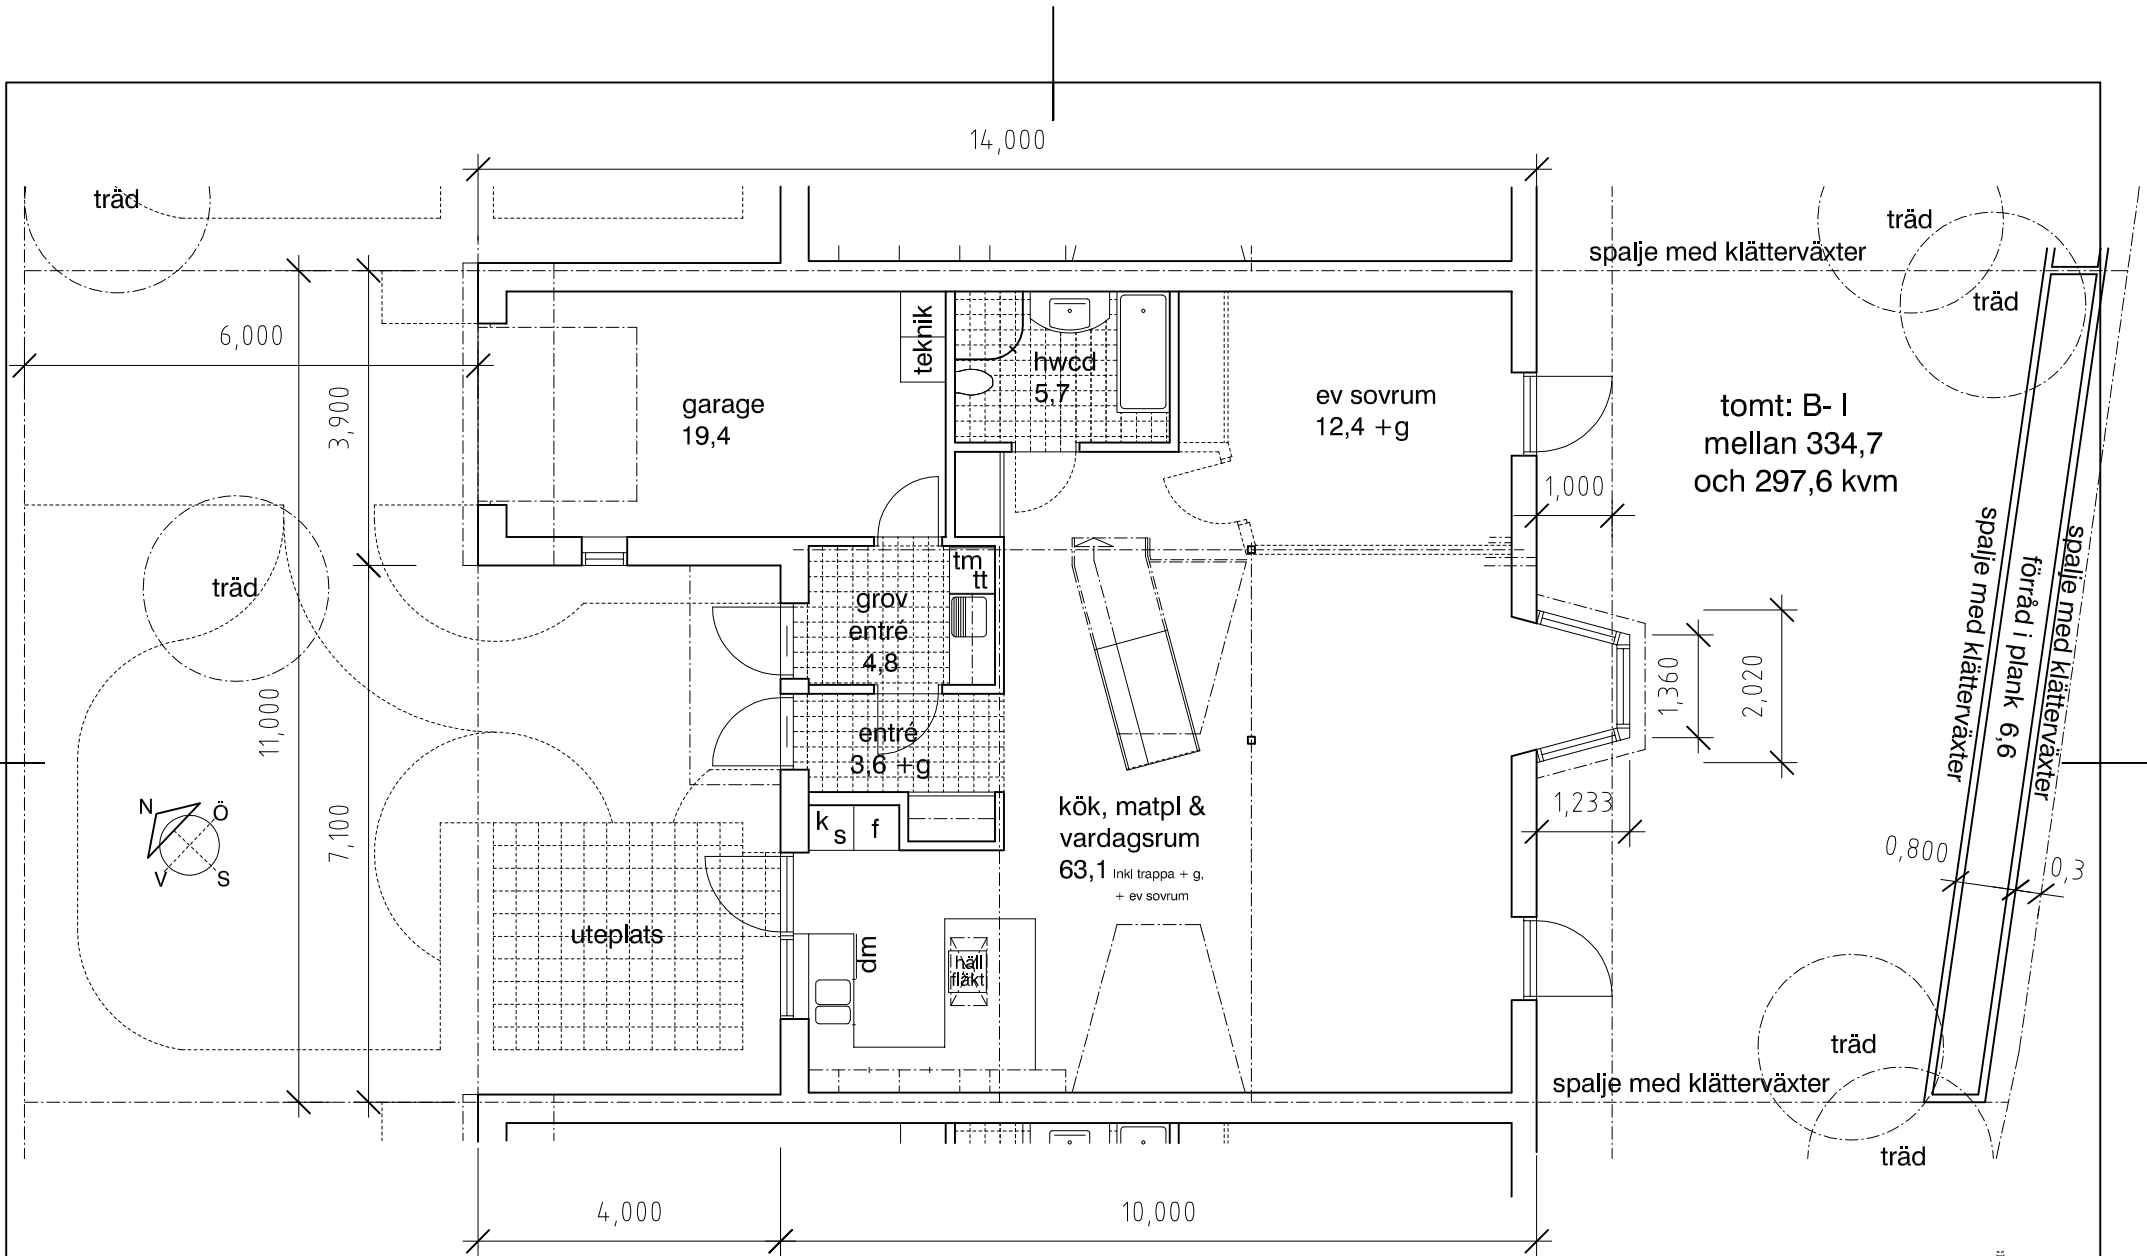 14,000
träd
träd
spalje med klätterväxter
träd
6,000
3,900
teknik
garage
19,4
hwcd
5,7
ev sovrum
12,4 +g
tomt: B- I
mellan 334,7
och 297,6 kvm
1,000
spalje med klätterväxter
förråd i plank 6,6
spalje med klätterväxter
träd
tm
tt
grov
entré
4,8
11,000
1,360
2,020
entré
3,6 +g
N
Ö
V
S
7,100
k
s
f
kök, matpl &
vardagsrum
63,1 Inkl trappa + g,
+ ev sovrum
1,233
0,800
0,3
uteplats
dm
häll
fläkt
träd
spalje med klätterväxter
träd
4,000
10,000